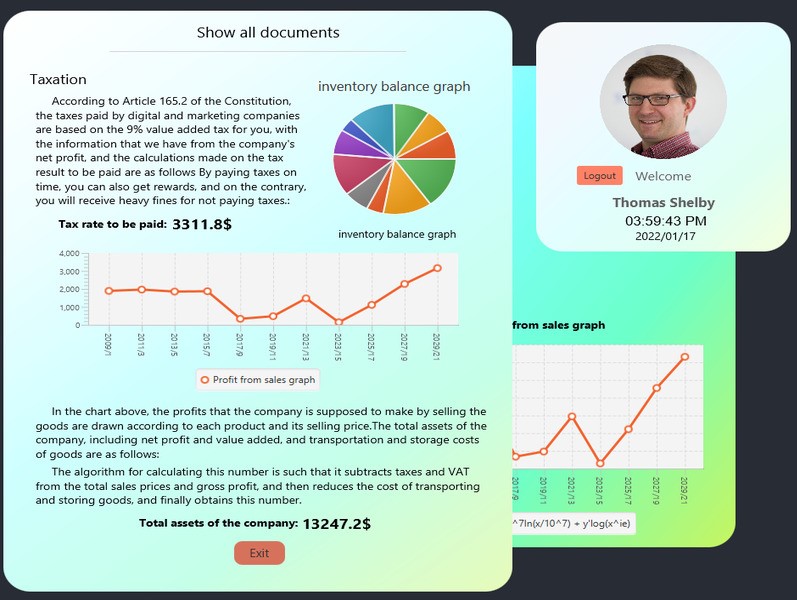 Show all documents
Taxation
According to Article 165.2 of the Constitution,
the taxes paid by digital and marketing companies
are based on the 9% value added tax for you, with
the information that we have from the company's
net profit, and the calculations made on the tax
result to be paid are as follows By paying taxes on
time, you can also get rewards, and on the contrary,
you will receive heavy fines for not paying taxes.:
Tax rate to be paid: 3311.8$
inventory balance graph
inventory balance graph
4,000
3,000
2,000
1,000
0
2009/1
2011/3
2013/5
2015/7
2017/9
2019/11
2021/13
2023/15
2025/17
2027/19
2029/21
Profit from sales graph
In the chart above, the profits that the company is supposed to make by selling the
goods are drawn according to each product and its selling price.The total assets of the
company, including net profit and value added, and transportation and storage costs
of goods are as follows:
The algorithm for calculating this number is such that it subtracts taxes and VAT
from the total sales prices and gross profit, and then reduces the cost of transporting
and storing goods, and finally obtains this number.
Total assets of the company: 13247.2$
Exit
Logout
Welcome
Thomas Shelby
03:59:43 PM
2022/01/17
from sales graph
2017/9
2019/11
2021/13
2023/15
2025/17
2027/19
2029/21
^7ln(x/10^7) + y'log(x^ie)